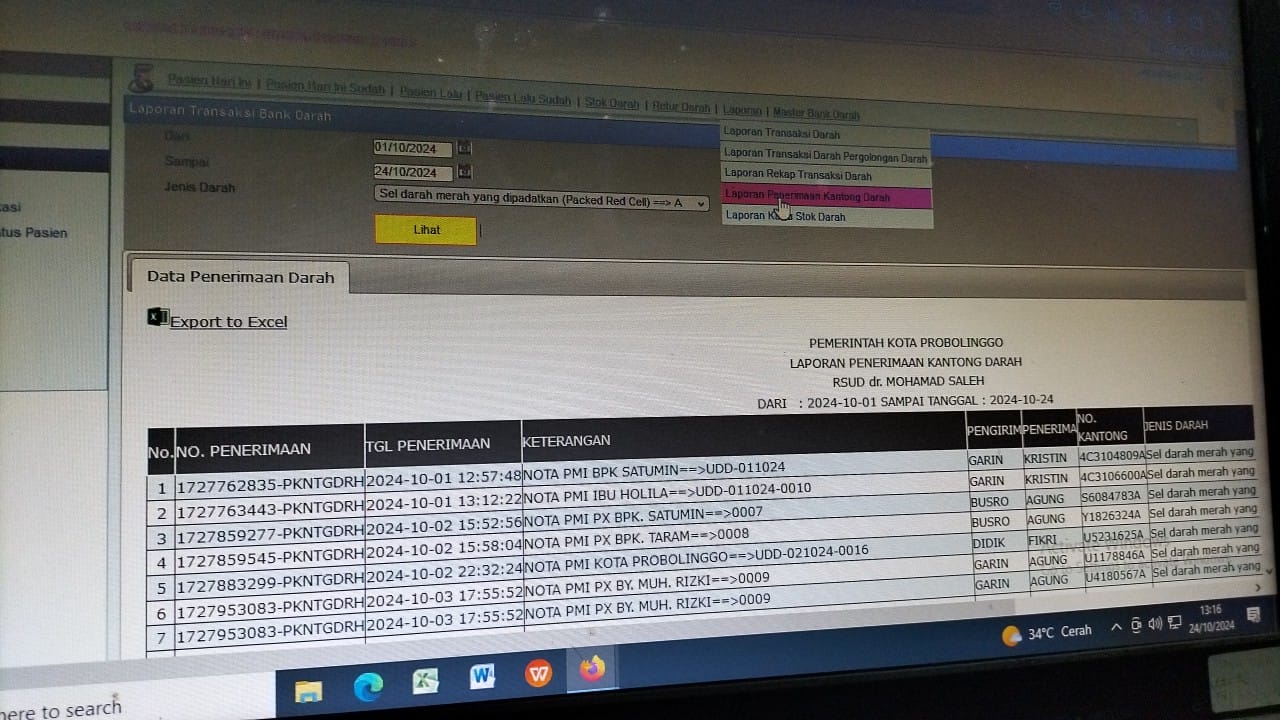 Pasien Hari Ini | Pasien Hari Ini Sudah | Pasien Lalu | Pasien Lalu Sudah | Stok Darah | Retur Darah | Laporan | Master Bank Darah
Laporan Transaksi Bank Darah
Dari 01/10/2024
Sampai 24/10/2024
Jenis Darah Sel darah merah yang dipadatkan (Packed Red Cell) ==> A
Lihat
Laporan Transaksi Darah
Laporan Transaksi Darah Pergolongan Darah
Laporan Rekap Transaksi Darah
Laporan Penerimaan Kantong Darah
Laporan Stok Darah
tus Pasien
Data Penerimaan Darah
Export to Excel
PEMERINTAH KOTA PROBOLINGGO
LAPORAN PENERIMAAN KANTONG DARAH
RSUD dr. MOHAMAD SALEH
DARI : 2024-10-01 SAMPAI TANGGAL : 2024-10-24
No. NO. PENERIMAAN TGL PENERIMAAN KETERANGAN PENGIRIM PENERIMA NO. KANTONG JENIS DARAH
1 1727762835-PKNTGDRH 2024-10-01 12:57:48 NOTA PMI BPK SATUMIN==>UDD-011024 GARIN KRISTIN 4C3104809A Sel darah merah yang
2 1727763443-PKNTGDRH 2024-10-01 13:12:22 NOTA PMI IBU HOLILA==>UDD-011024-0010 GARIN KRISTIN 4C3106600A Sel darah merah yang
3 1727859277-PKNTGDRH 2024-10-02 15:52:56 NOTA PMI PX BPK. SATUMIN==>0007 BUSRO AGUNG S6084783A Sel darah merah yang
4 1727859545-PKNTGDRH 2024-10-02 15:58:04 NOTA PMI PX BPK. TARAM==>0008 BUSRO AGUNG Y1826324A Sel darah merah yang
5 1727883299-PKNTGDRH 2024-10-02 22:32:24 NOTA PMI KOTA PROBOLINGGO==>UDD-021024-0016 DIDIK FIKRI U5231625A Sel darah merah yang
6 1727953083-PKNTGDRH 2024-10-03 17:55:52 NOTA PMI PX BY. MUH. RIZKI==>0009 GARIN AGUNG U1178846A Sel darah merah yang
7 1727953083-PKNTGDRH 2024-10-03 17:55:52 NOTA PMI PX BY. MUH. RIZKI==>0009 GARIN AGUNG U4180567A Sel darah merah yang
here to search
34°C Cerah
13:16
24/10/2024